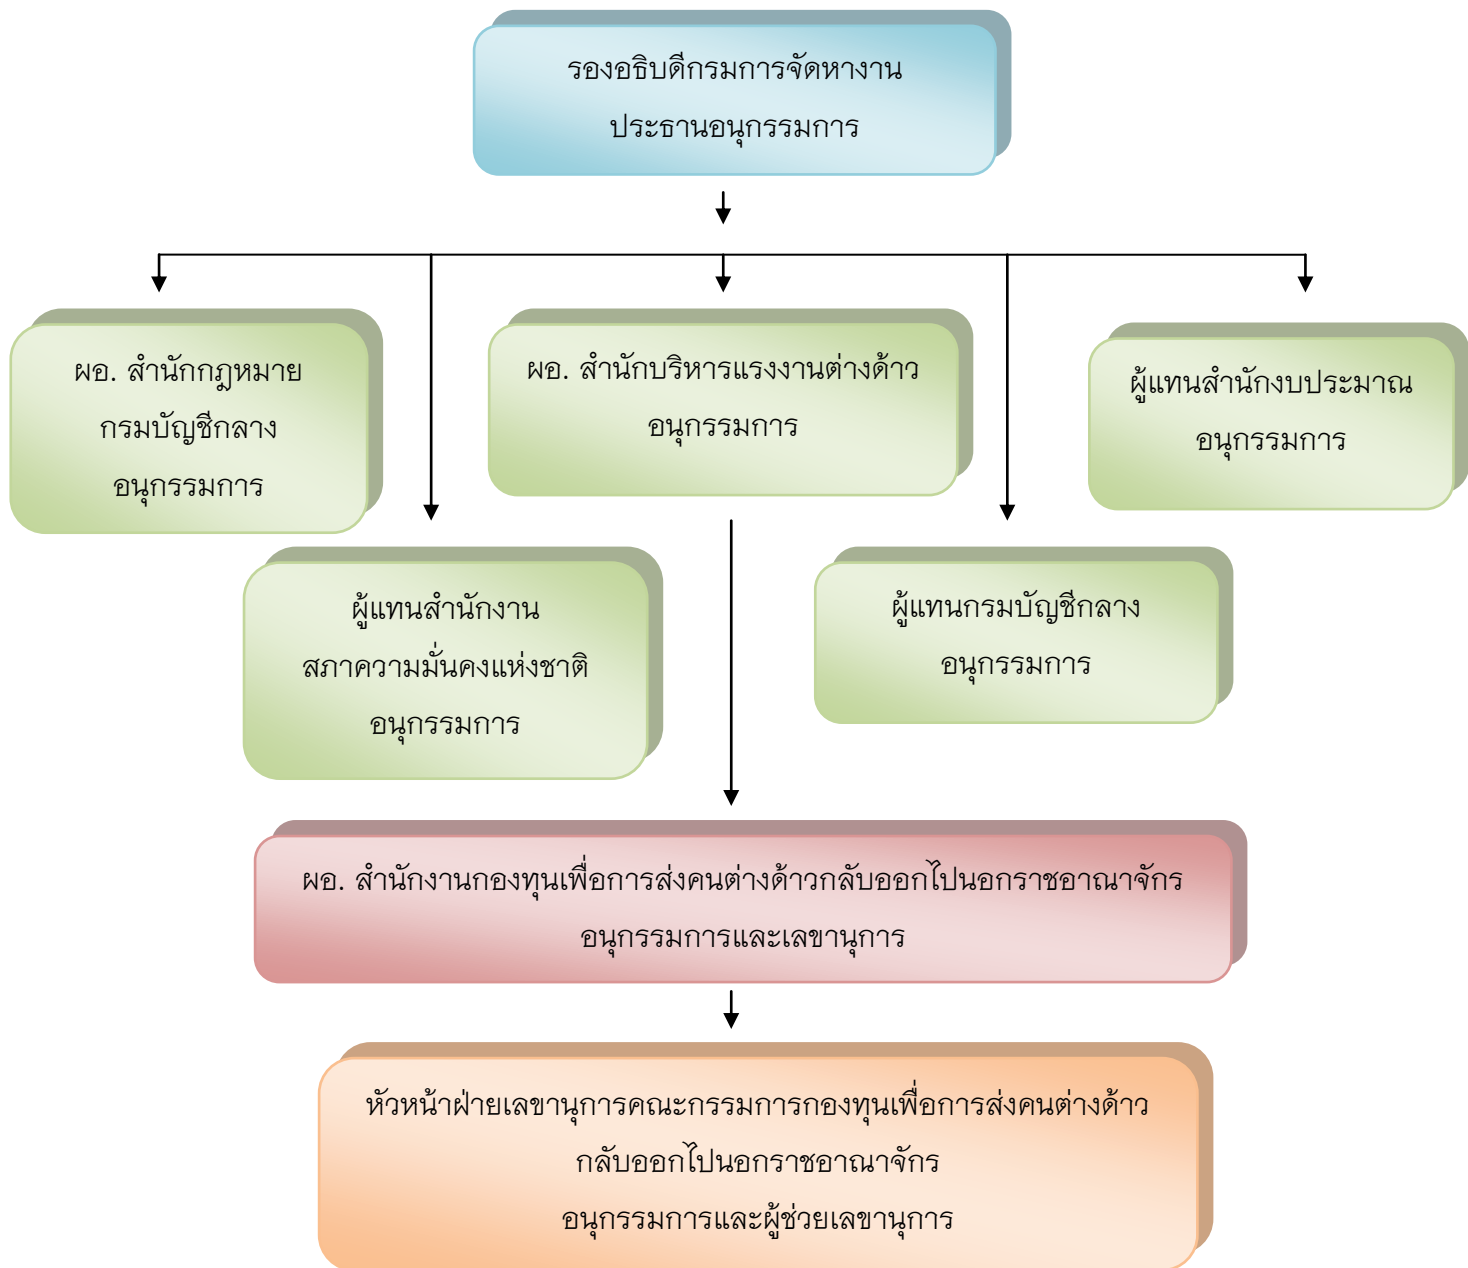 รองอธิบดีกรมการจัดหางาน
ประธานอนุกรรมการ
ผอ. สำนักกฎหมาย
กรมบัญชีกลาง
อนุกรรมการ
ผอ. สำนักบริหารแรงงานต่างด้าว
อนุกรรมการ
ผู้แทนสำนักงบประมาณ
อนุกรรมการ
ผู้แทนสำนักงาน
สภาความมั่นคงแห่งชาติ
อนุกรรมการ
ผู้แทนกรมบัญชีกลาง
อนุกรรมการ
ผอ. สำนักงานกองทุนเพื่อการส่งคนต่างด้าวกลับออกไปนอกราชอาณาจักร
อนุกรรมการและเลขานุการ
หัวหน้าฝ่ายเลขานุการคณะกรรมการกองทุนเพื่อการส่งคนต่างด้าว
กลับออกไปนอกราชอาณาจักร
อนุกรรมการและผู้ช่วยเลขานุการ